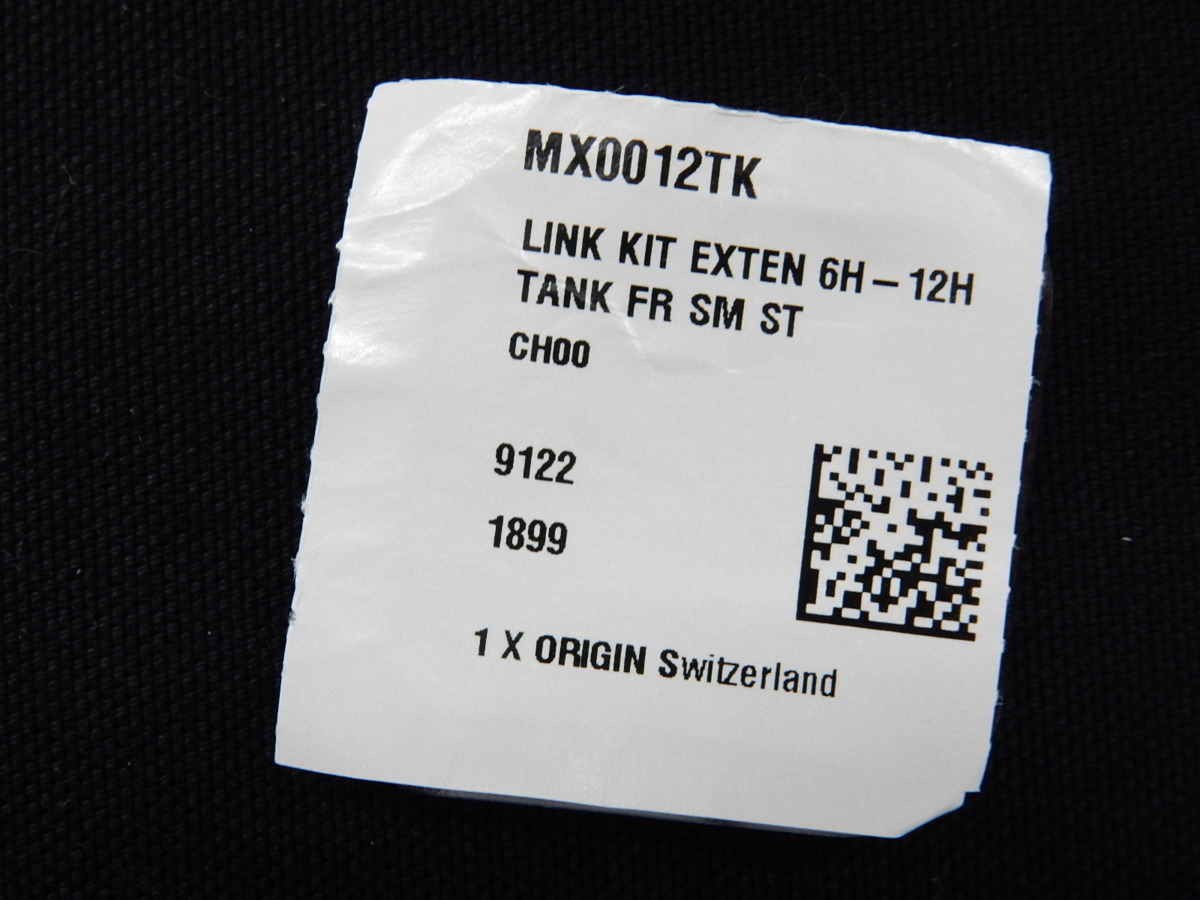 MX0012TK
LINK KIT EXTEN 6H – 12H
TANK FR SM ST
CH00
9122
1899
1 X ORIGIN Switzerland